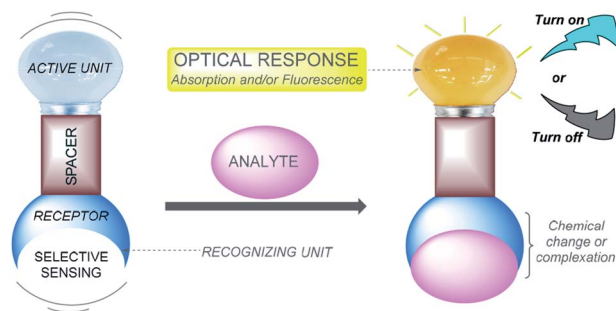 ACTIVE UNIT
SPACER
RECEPTOR
SELECTIVE
SENSING
RECOGNIZING UNIT
ANALYTE
OPTICAL RESPONSE
Absorption and/or Fluorescence
Turn on
or
Turn off
Chemical
change or
complexation